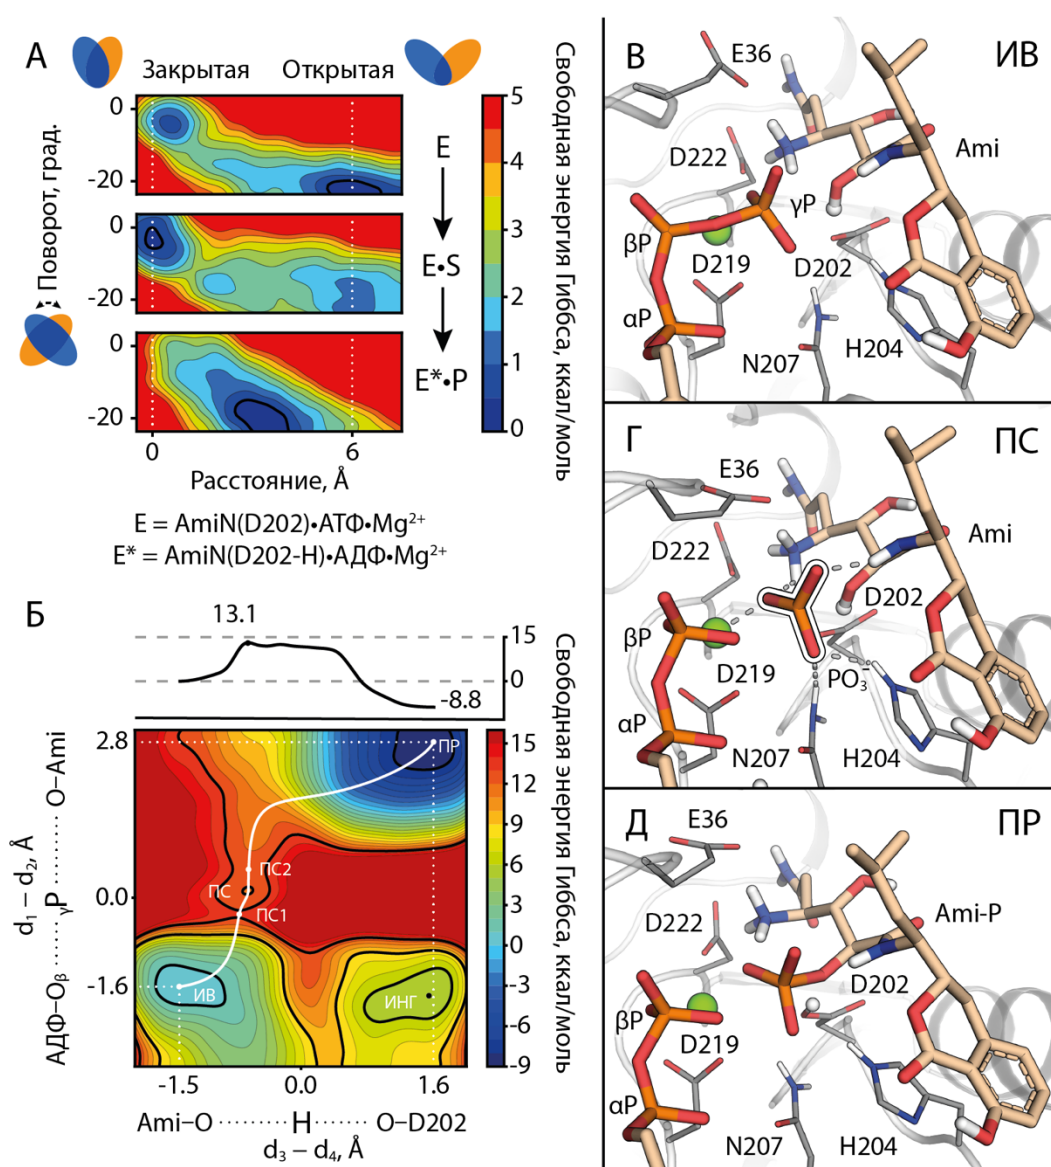 А
Закрытая Открытая
Поворот, град.
0
-20
0
-20
0
-20
0 6
Расстояние, Å
E
E•S
E*•P
5
4
3
2
1
0
Свободная энергия Гиббса, ккал/моль
E = AmiN(D202)•АТФ•Mg²⁺
E* = AmiN(D202-H)•АДФ•Mg²⁺
Б
13.1
15
0
-8.8
Свободная энергия Гиббса, ккал/моль
d₁ – d₂, Å
АДФ–Oᵦ ········ γP ········ O–Ami
2.8
0.0
-1.6
ПР
ПС2
ПС
ПС1
ИВ
ИНГ
15
12
9
6
3
0
-3
-6
-9
-1.5 0.0 1.6
Ami–O ········ H ········ O–D202
d₃ – d₄, Å
В
ИВ
E36
Ami
D222
γP
βP
D219
D202
αP
N207
H204
Г
ПС
E36
Ami
D222
D202
βP
D219
PO₃⁻
αP
N207
H204
Д
ПР
E36
Ami-P
D222
D202
βP
D219
αP
N207
H204